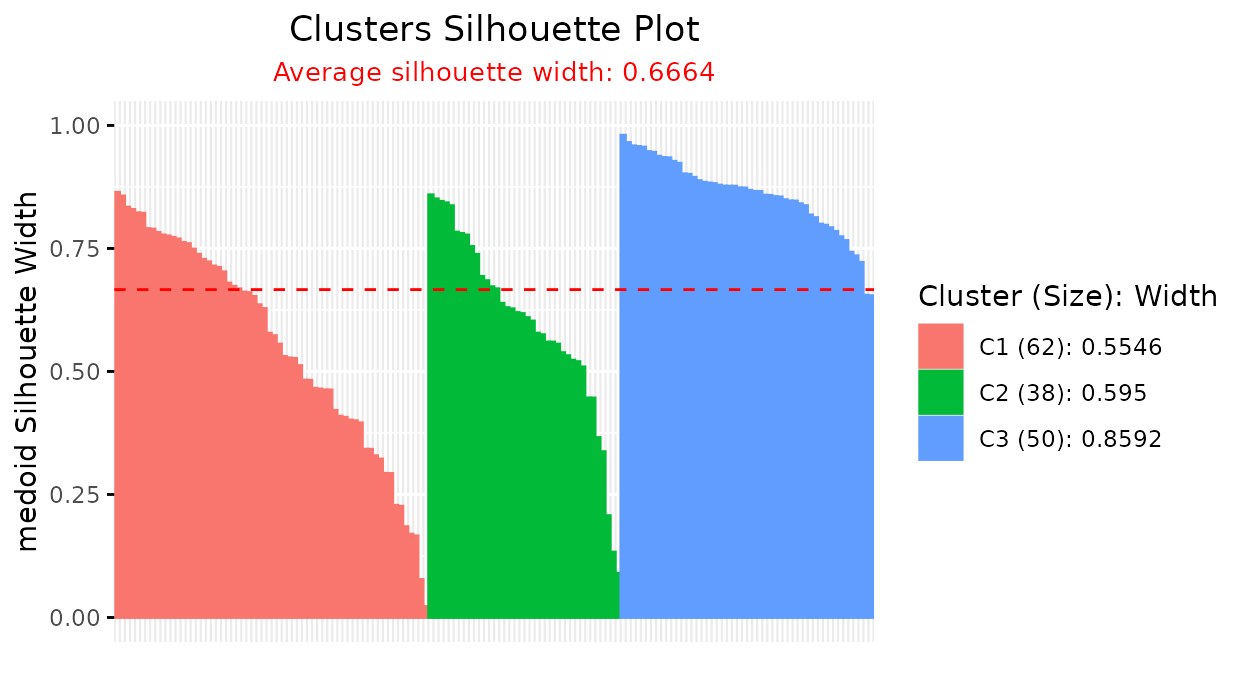 Clusters Silhouette Plot
Average silhouette width: 0.6664
medoid Silhouette Width
1.00
0.75
0.50
0.25
0.00
Cluster (Size): Width
C1 (62): 0.5546
C2 (38): 0.595
C3 (50): 0.8592